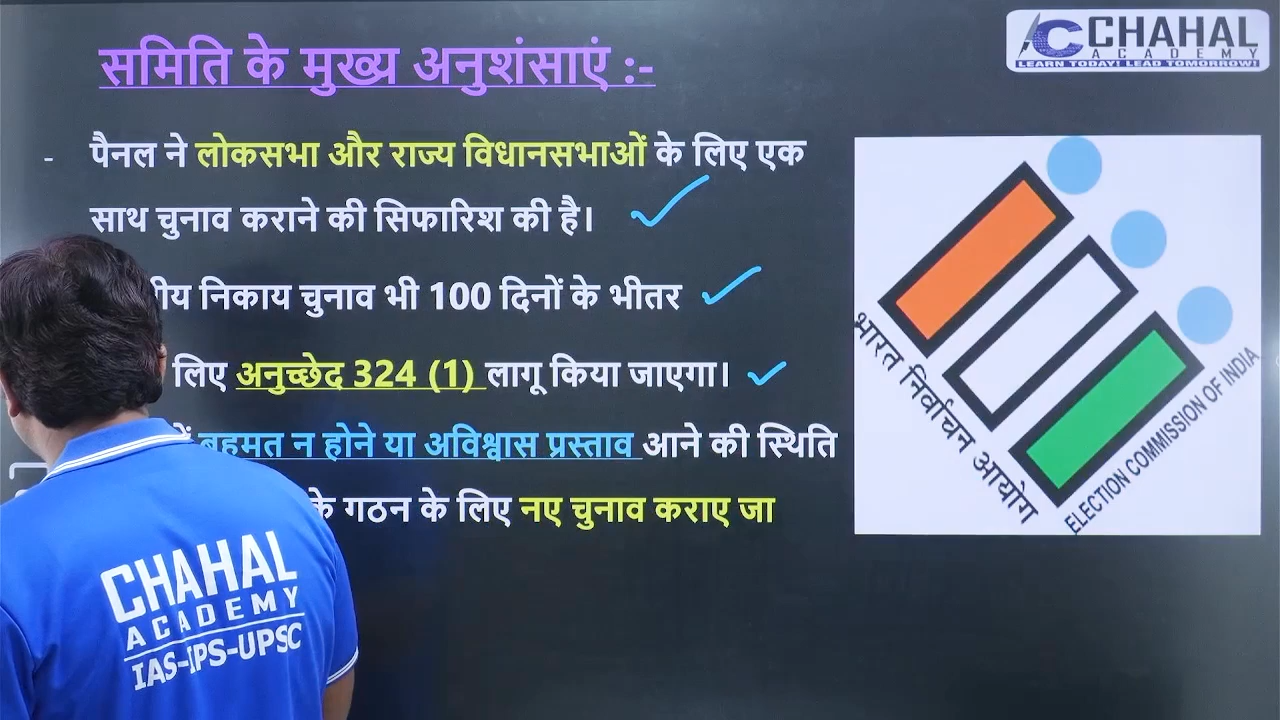 समिति के मुख्य अनुशंसाएं :-
CHAHAL
ACADEMY
LEARN TODAY! LEAD TOMORROW!
- पैनल ने लोकसभा और राज्य विधानसभाओं के लिए एक
साथ चुनाव कराने की सिफारिश की है।
निकाय चुनाव भी 100 दिनों के भीतर
लिए अनुच्छेद 324 (1) लागू किया जाएगा।
बहुमत न होने या अविश्वास प्रस्ताव आने की स्थिति
के गठन के लिए नए चुनाव कराए जा
भारत निर्वाचन आयोग
ELECTION COMMISSION OF INDIA
CHAHAL
ACADEMY
IAS-IPS-UPSC